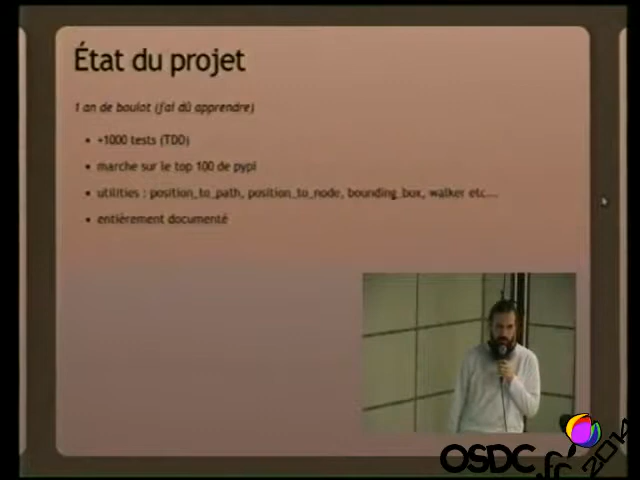 État du projet
1 an de boulot (j'ai dû apprendre)
+1000 tests (TDD)
marche sur le top 100 de pypi
utilities : position_to_path, position_to_node, bounding_box, walker etc...
entièrement documenté
OSDC.fr 2014